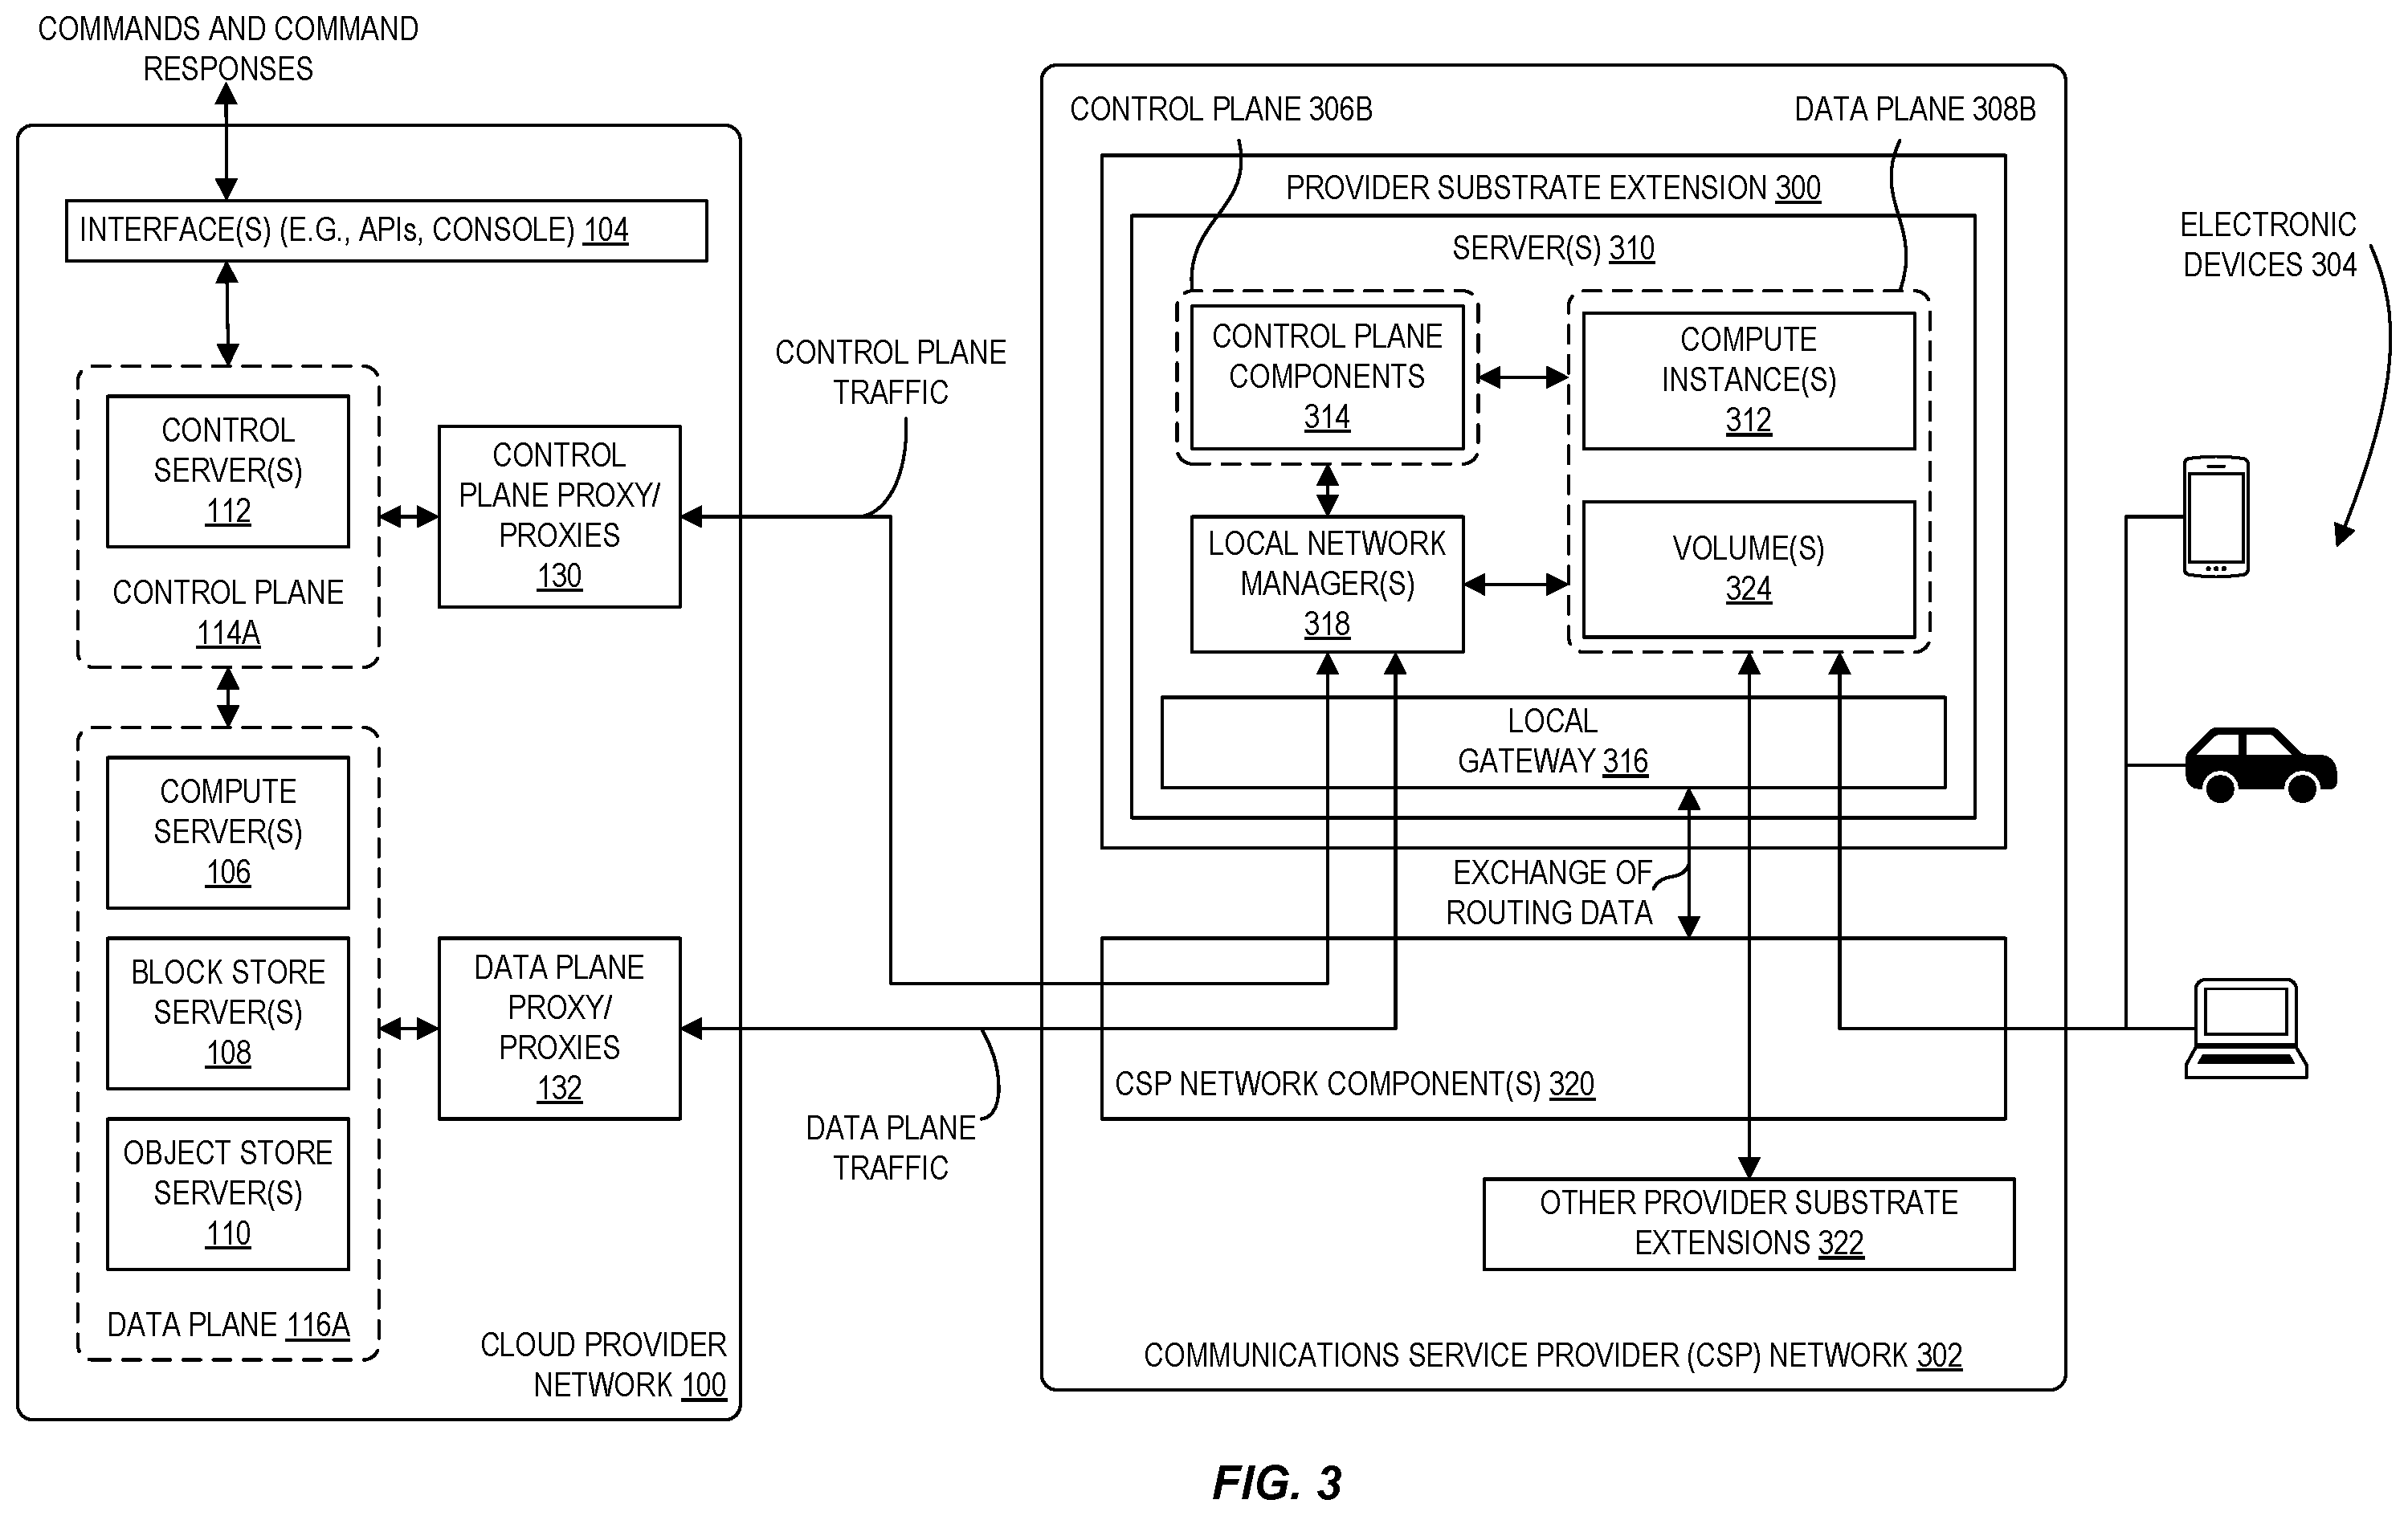 COMMANDS AND COMMAND
RESPONSES
INTERFACE(S) (E.G., APIs, CONSOLE) 104
CONTROL
SERVER(S)
112
CONTROL PLANE
114A
CONTROL
PLANE PROXY/
PROXIES
130
COMPUTE
SERVER(S)
106
BLOCK STORE
SERVER(S)
108
OBJECT STORE
SERVER(S)
110
DATA PLANE 116A
DATA PLANE
PROXY/
PROXIES
132
CLOUD PROVIDER
NETWORK 100
CONTROL PLANE
TRAFFIC
DATA PLANE
TRAFFIC
CONTROL PLANE 306B
DATA PLANE 308B
PROVIDER SUBSTRATE EXTENSION 300
SERVER(S) 310
CONTROL PLANE
COMPONENTS
314
COMPUTE
INSTANCE(S)
312
LOCAL NETWORK
MANAGER(S)
318
VOLUME(S)
324
LOCAL
GATEWAY 316
EXCHANGE OF
ROUTING DATA
CSP NETWORK COMPONENT(S) 320
OTHER PROVIDER SUBSTRATE
EXTENSIONS 322
COMMUNICATIONS SERVICE PROVIDER (CSP) NETWORK 302
ELECTRONIC
DEVICES 304
FIG. 3